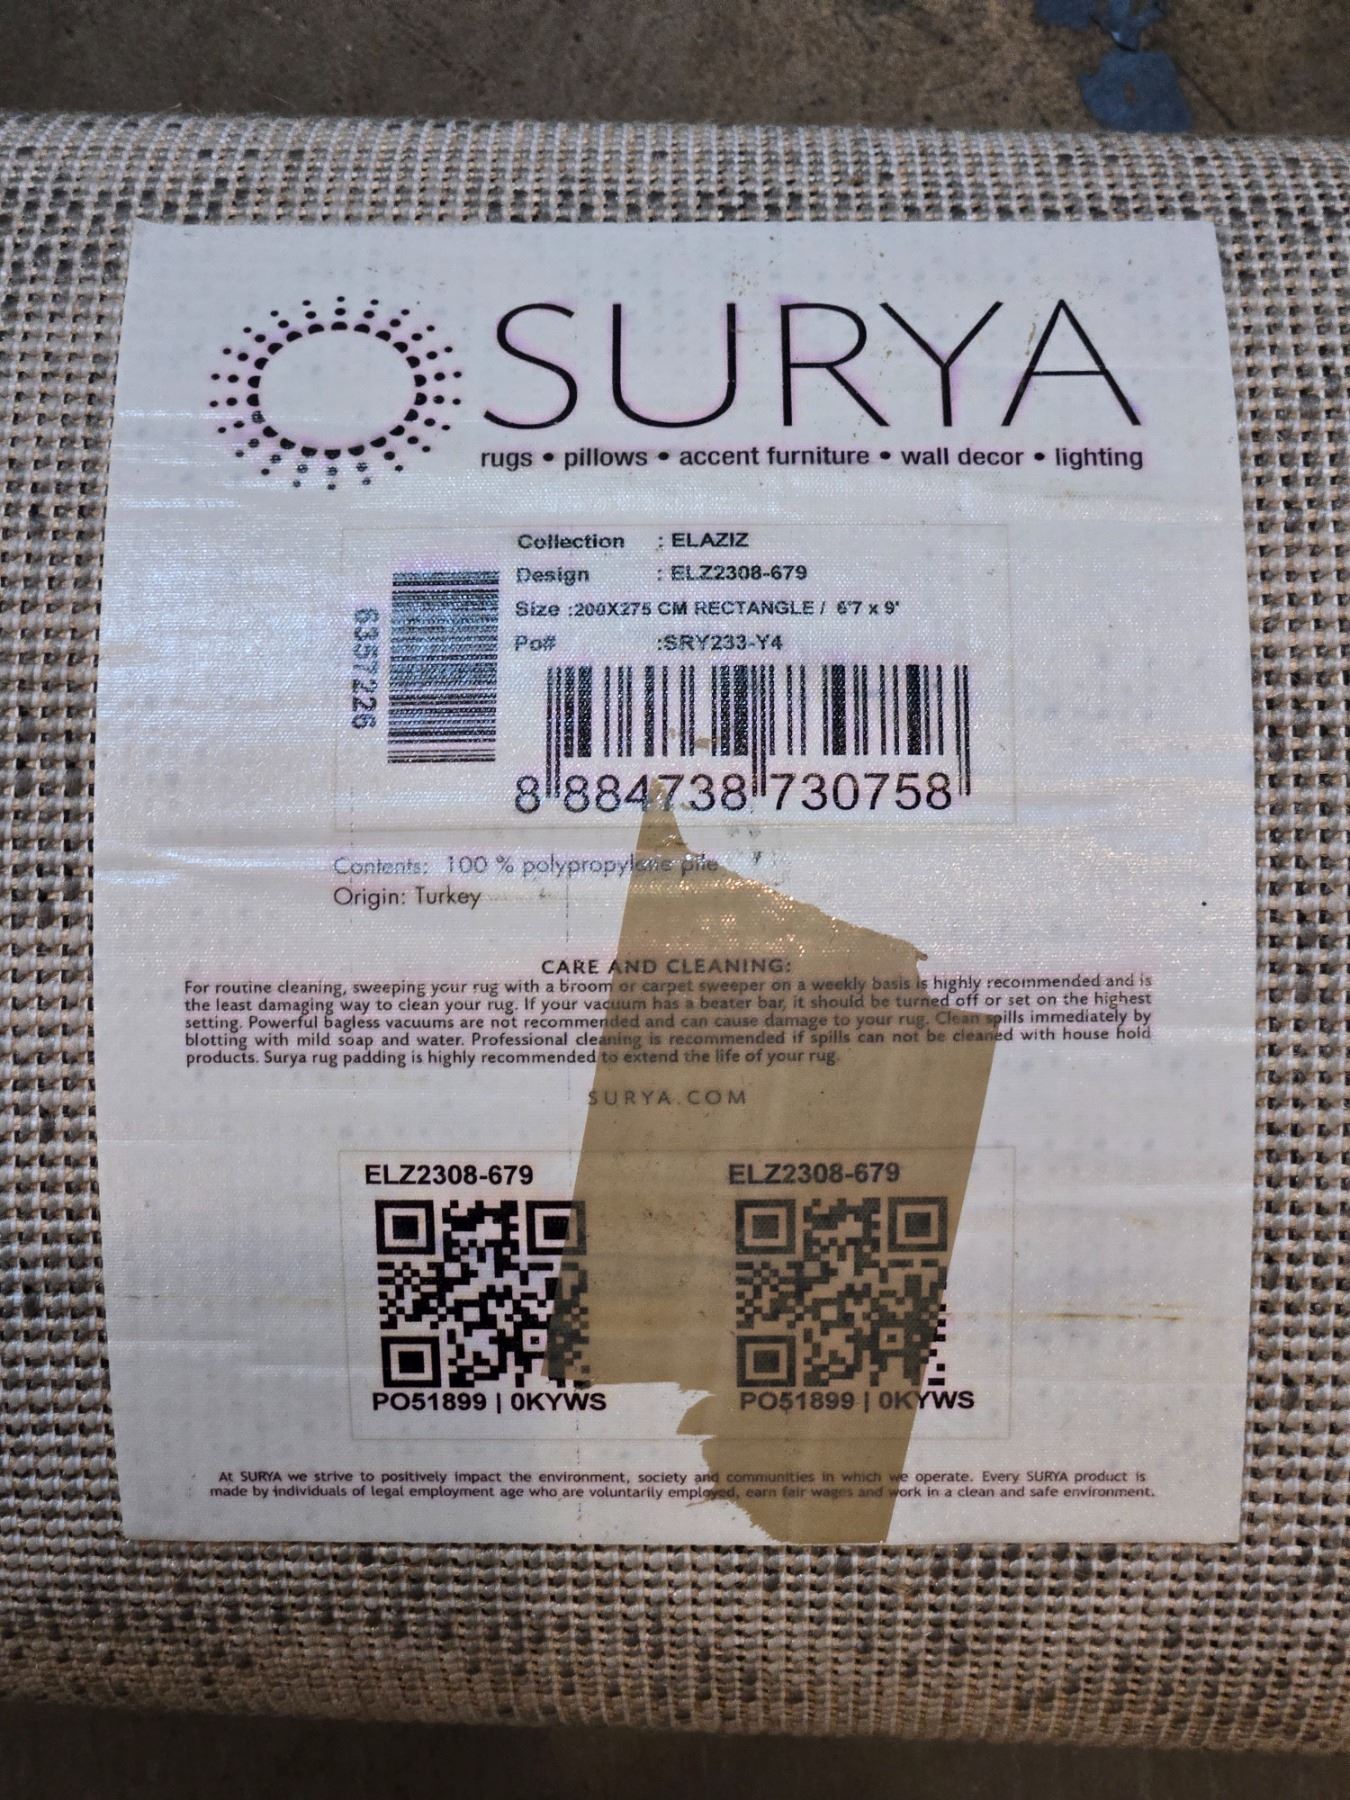 SURYA
rugs • pillows • accent furniture • wall decor • lighting
Collection : ELAZIZ
Design : ELZ2308-679
Size :200X275 CM RECTANGLE / 6'7 x 9'
Po# :SRY233-Y4
6357226
8 884738 730758
Contents: 100 % polypropylene pile
Origin: Turkey
CARE AND CLEANING:
For routine cleaning, sweeping your rug with a broom or carpet sweeper on a weekly basis is highly recommended and is
the least damaging way to clean your rug. If your vacuum has a beater bar, it should be turned off or set on the highest
setting. Powerful bagless vacuums are not recommended and can cause damage to your rug. Clean spills immediately by
blotting with mild soap and water. Professional cleaning is recommended if spills can not be cleaned with house hold
products. Surya rug padding is highly recommended to extend the life of your rug.
SURYA.COM
ELZ2308-679 ELZ2308-679
PO51899 | 0KYWS PO51899 | 0KYWS
At SURYA we strive to positively impact the environment, society and communities in which we operate. Every SURYA product is
made by individuals of legal employment age who are voluntarily employed, earn fair wages and work in a clean and safe environment.